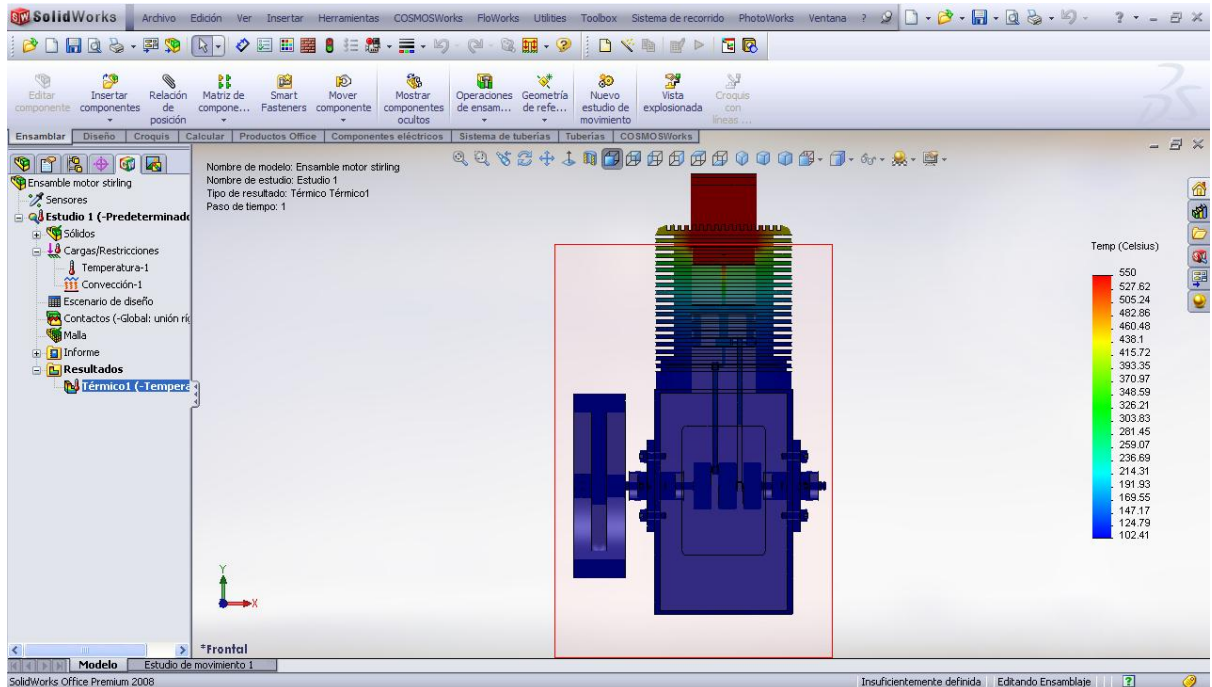 SolidWorks Archivo Edición Ver Insertar Herramientas COSMOSWorks FloWorks Utilities Toolbox Sistema de recorrido PhotoWorks Ventana ?
Editar componente
Insertar componentes
Relación de posición
Matriz de compone...
Smart Fasteners
Mover componente
Mostrar componentes ocultos
Operaciones de ensam...
Geometría de refe...
Nuevo estudio de movimiento
Vista explosionada
Croquis con líneas ...
Ensamblar Diseño Croquis Calcular Productos Office Componentes eléctricos Sistema de tuberías Tuberías COSMOSWorks
Ensamble motor stirling
Sensores
Estudio 1 (-Predeterminado
Sólidos
Cargas/Restricciones
Temperatura-1
Convección-1
Escenario de diseño
Contactos (-Global: unión ríg
Malla
Informe
Resultados
Térmico1 (-Tempera
Nombre de modelo: Ensamble motor stirling
Nombre de estudio: Estudio 1
Tipo de resultado: Térmico Térmico1
Paso de tiempo: 1
Temp (Celsius)
550
527.62
505.24
482.86
460.48
438.1
415.72
393.35
370.97
348.59
326.21
303.83
281.45
259.07
236.69
214.31
191.93
169.55
147.17
124.79
102.41
Y
X
*Frontal
Modelo Estudio de movimiento 1
SolidWorks Office Premium 2008 Insuficientemente definida Editando Ensamblaje